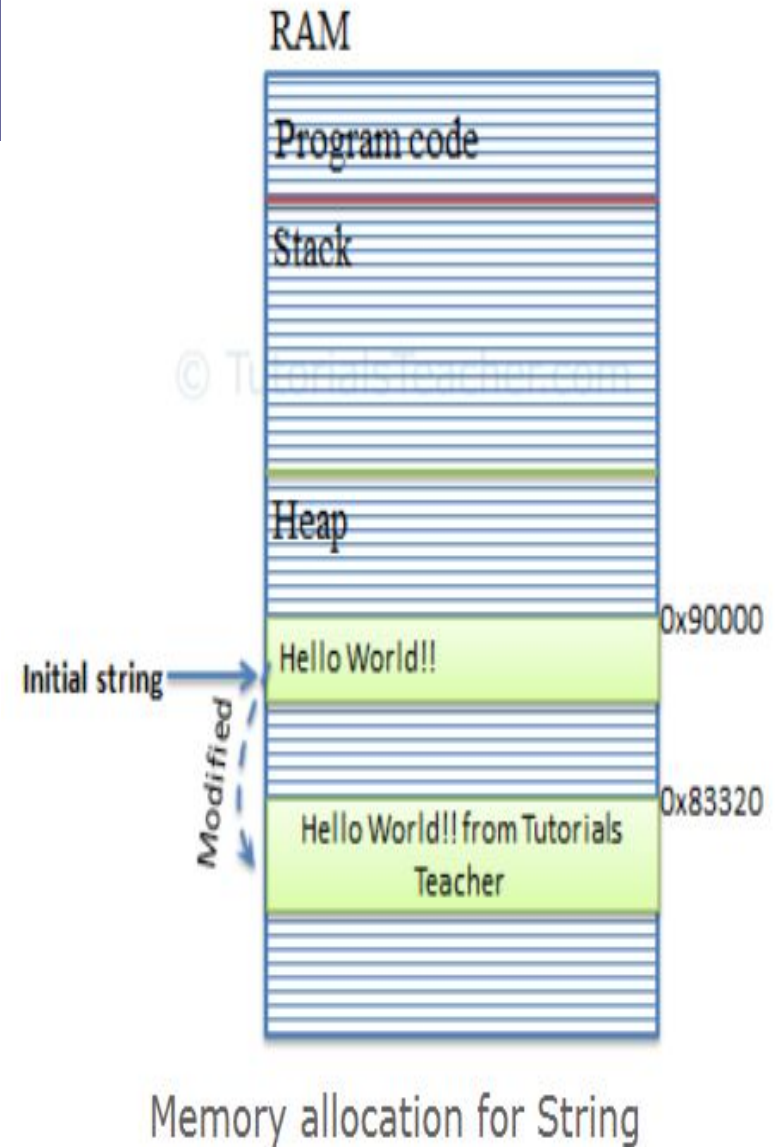 RAM
Program code
Stack
© TutorialsTeacher.com
Heap
0x90000
Hello World!!
Initial string
Modified
0x83320
Hello World!! from Tutorials
Teacher
Memory allocation for String